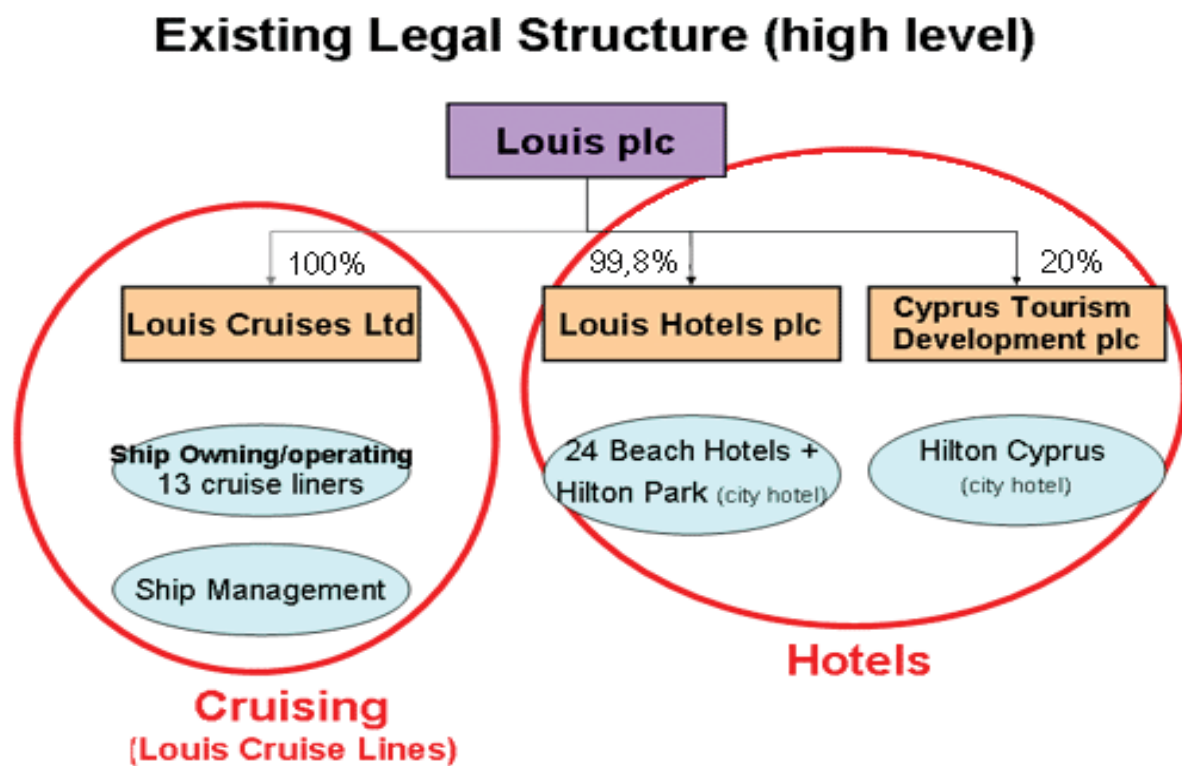 Existing Legal Structure (high level)
Louis plc
100%
99,8%
20%
Louis Cruises Ltd
Louis Hotels plc
Cyprus Tourism
Development plc
Ship Owning/operating
13 cruise liners
24 Beach Hotels +
Hilton Park (city hotel)
Hilton Cyprus
(city hotel)
Ship Management
Hotels
Cruising
(Louis Cruise Lines)